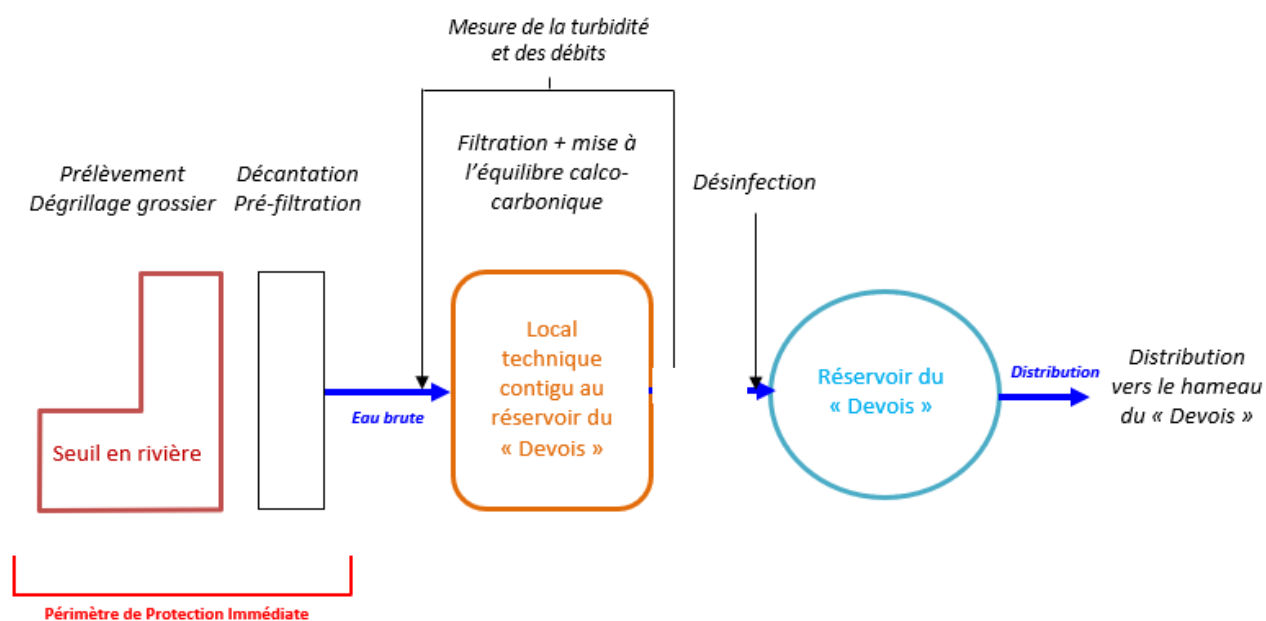 Mesure de la turbidité
et des débits
Filtration + mise à
l'équilibre calco-
carbonique
Prélèvement
Dégrillage grossier
Décantation
Pré-filtration
Désinfection
Seuil en rivière
Eau brute
Local
technique
contigu au
réservoir du
« Devois »
Réservoir du
« Devois »
Distribution
Distribution
vers le hameau
du « Devois »
Périmètre de Protection Immédiate